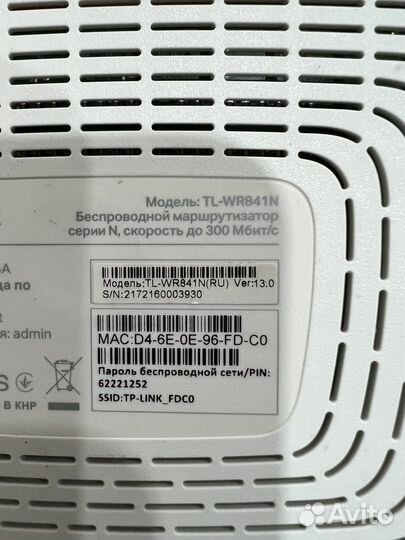 Модель: TL-WR841N
Беспроводной маршрутизатор
серии N, скорость до 300 Мбит/с
Модель:TL-WR841N(RU) Ver:13.0
S/N:2172160003930
MAC:D4-6E-0E-96-FD-C0
Пароль беспроводной сети/PIN:
62221252
SSID:TP-LINK_FDC0
да по
я: admin
В КНР
Avito